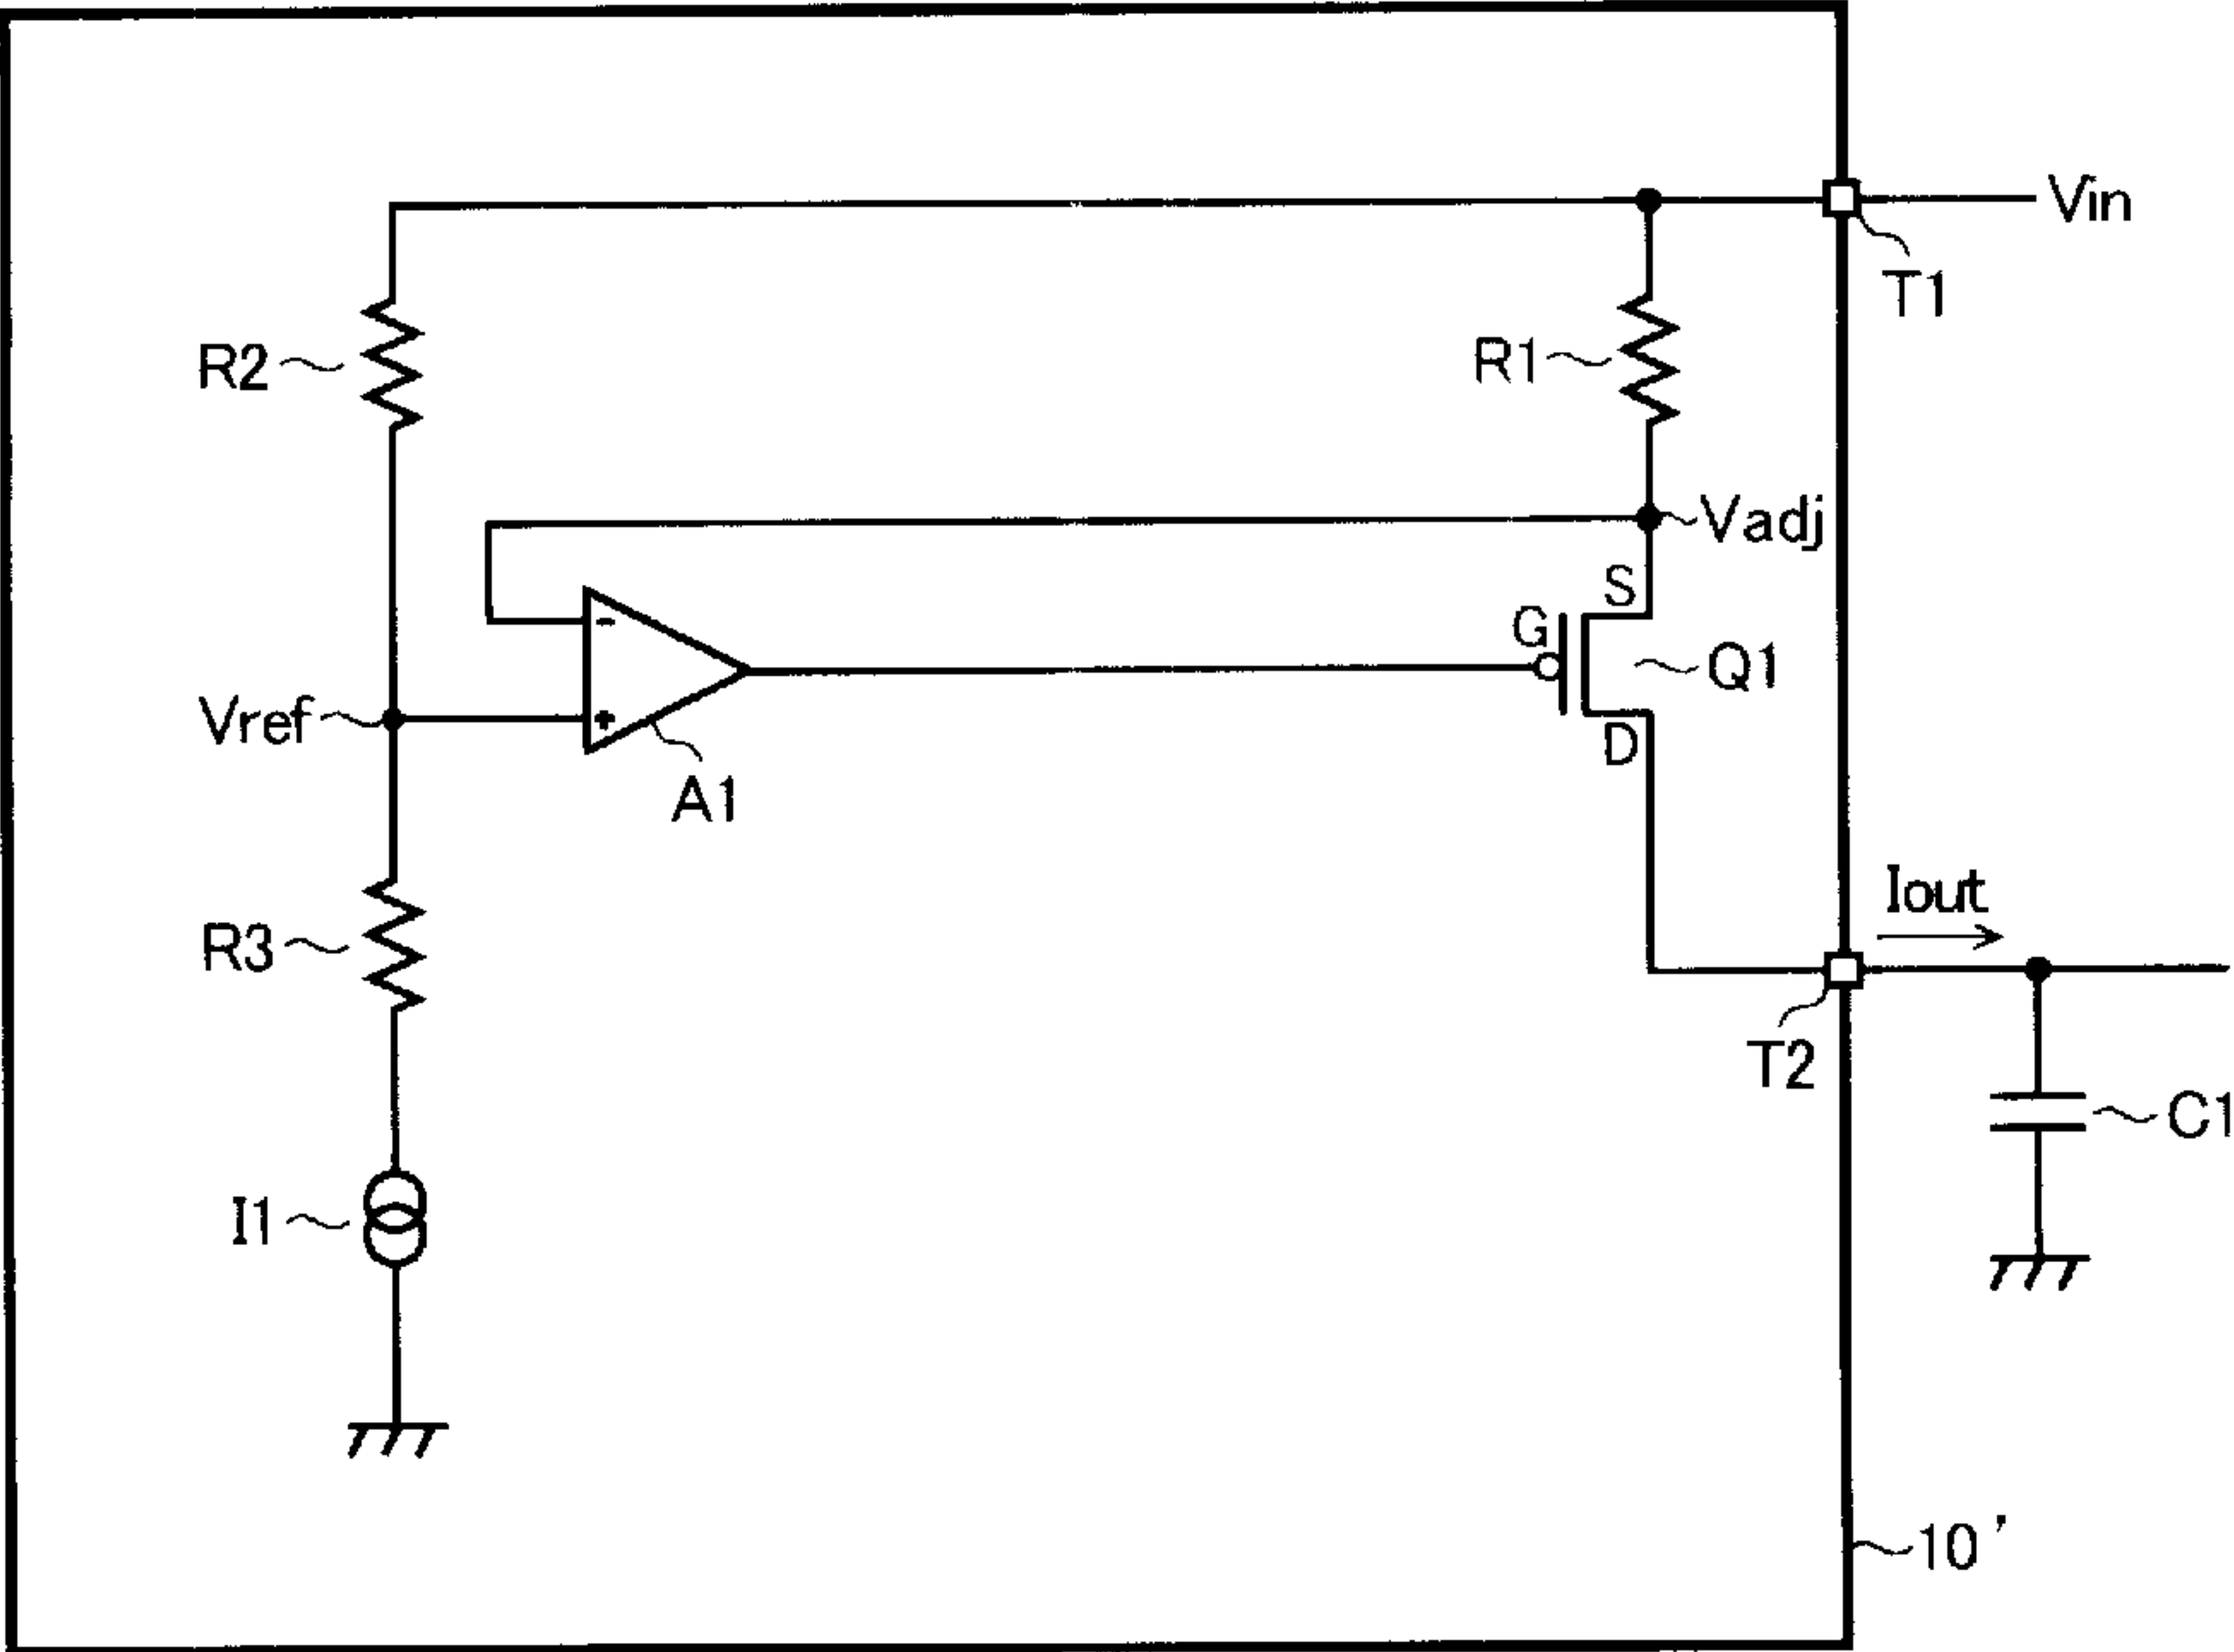 Vin
T1
R2
R1
Vadj
S
G
Q1
-
Vref
+
D
A1
Iout
R3
T2
C1
I1
10'